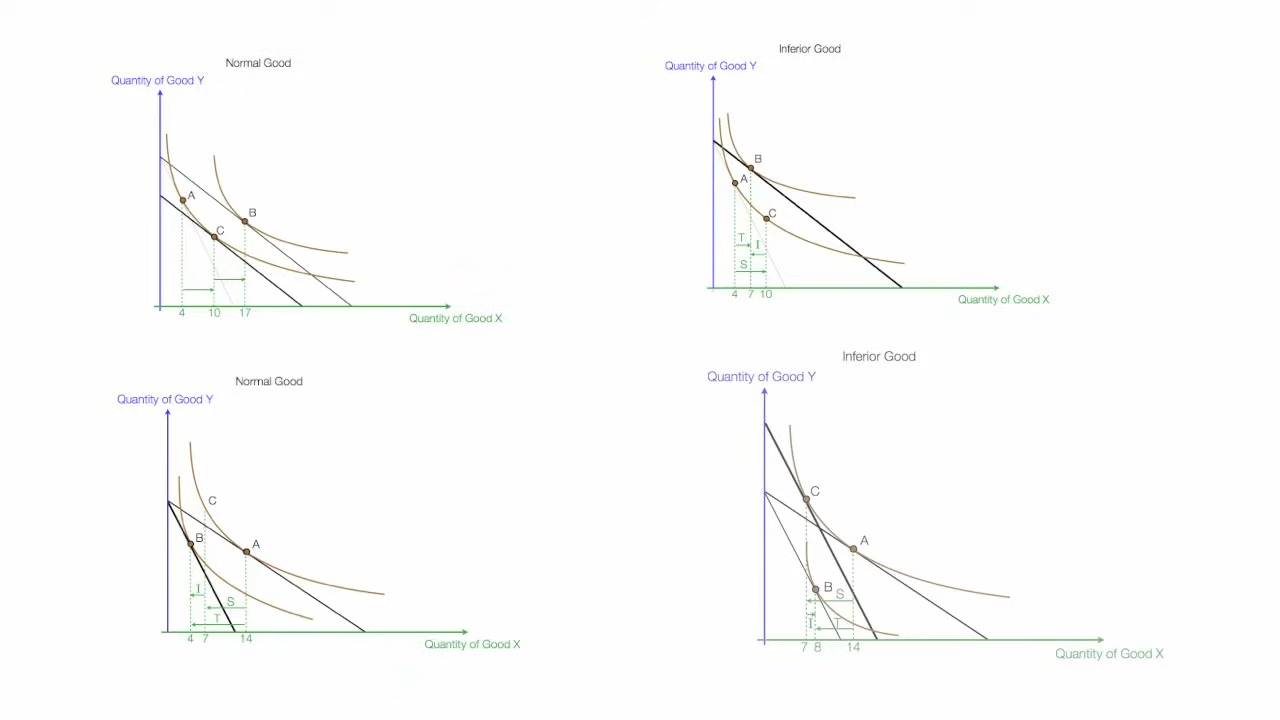 Normal Good
Quantity of Good Y
A
B
C
4 10 17
Quantity of Good X
Inferior Good
Quantity of Good Y
B
A
C
T
I
S
4 7 10
Quantity of Good X
Normal Good
Quantity of Good Y
C
B
A
I
S
T
4 7 14
Quantity of Good X
Inferior Good
Quantity of Good Y
C
A
B
S
I
T
7 8 14
Quantity of Good X